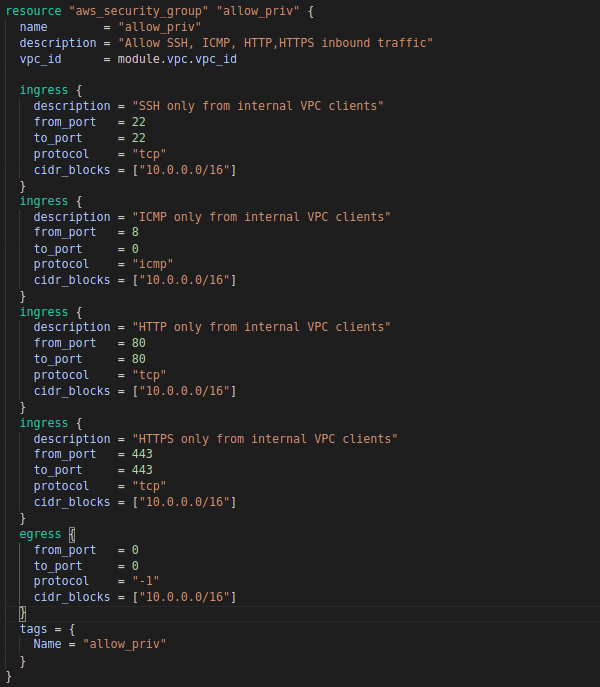 resource "aws_security_group" "allow_priv" {
  name        = "allow_priv"
  description = "Allow SSH, ICMP, HTTP,HTTPS inbound traffic"
  vpc_id      = module.vpc.vpc_id

  ingress {
    description = "SSH only from internal VPC clients"
    from_port   = 22
    to_port     = 22
    protocol    = "tcp"
    cidr_blocks = ["10.0.0.0/16"]
  }
  ingress {
    description = "ICMP only from internal VPC clients"
    from_port   = 8
    to_port     = 0
    protocol    = "icmp"
    cidr_blocks = ["10.0.0.0/16"]
  }
  ingress {
    description = "HTTP only from internal VPC clients"
    from_port   = 80
    to_port     = 80
    protocol    = "tcp"
    cidr_blocks = ["10.0.0.0/16"]
  }
  ingress {
    description = "HTTPS only from internal VPC clients"
    from_port   = 443
    to_port     = 443
    protocol    = "tcp"
    cidr_blocks = ["10.0.0.0/16"]
  }
  egress {
    from_port   = 0
    to_port     = 0
    protocol    = "-1"
    cidr_blocks = ["10.0.0.0/16"]
  }
  tags = {
    Name = "allow_priv"
  }
}